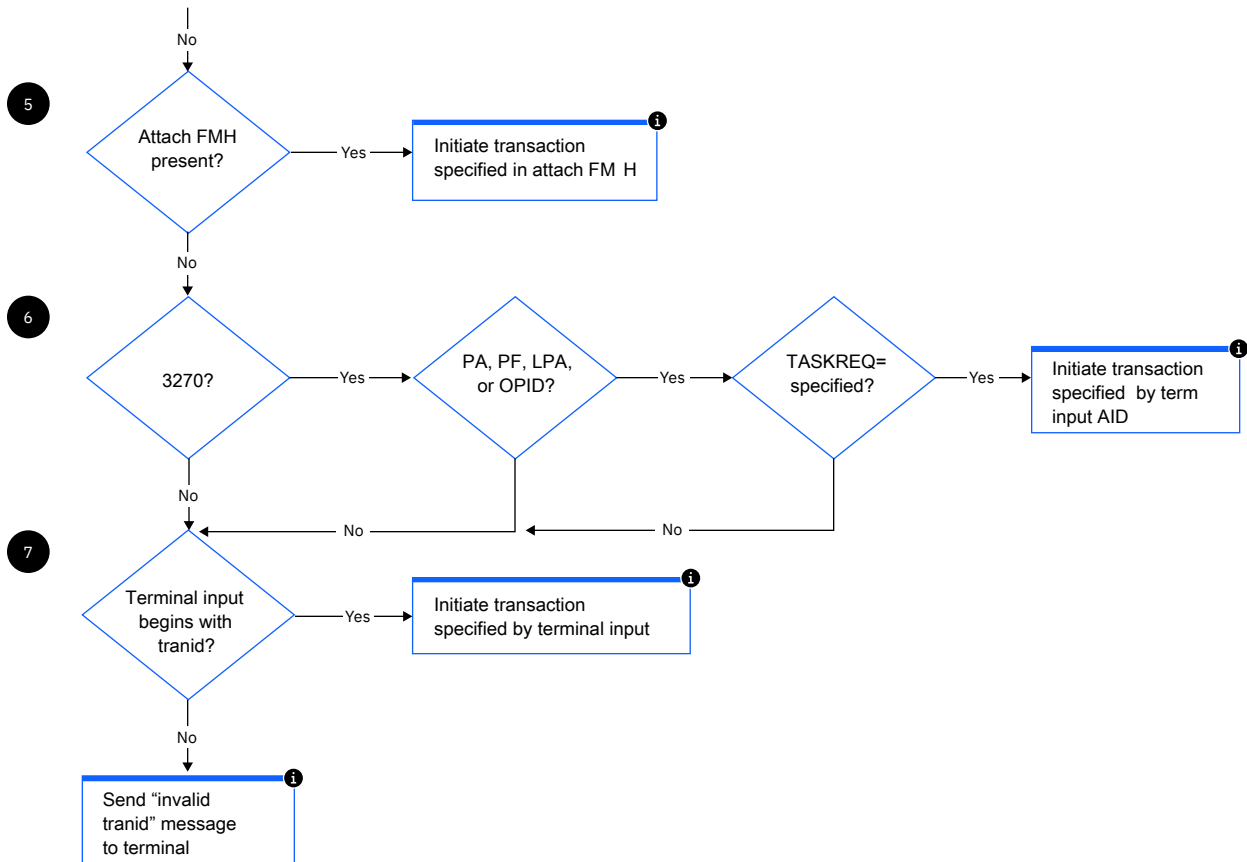 No
5
Attach FMH
present?
Yes
Initiate transaction
specified in attach FM H
i
No
6
3270?
Yes
PA, PF, LPA,
or OPID?
Yes
TASKREQ=
specified?
Yes
Initiate transaction
specified by term
input AID
i
No
No
No
7
Terminal input
begins with
tranid?
Yes
Initiate transaction
specified by terminal input
i
No
Send “invalid
tranid” message
to terminal
i